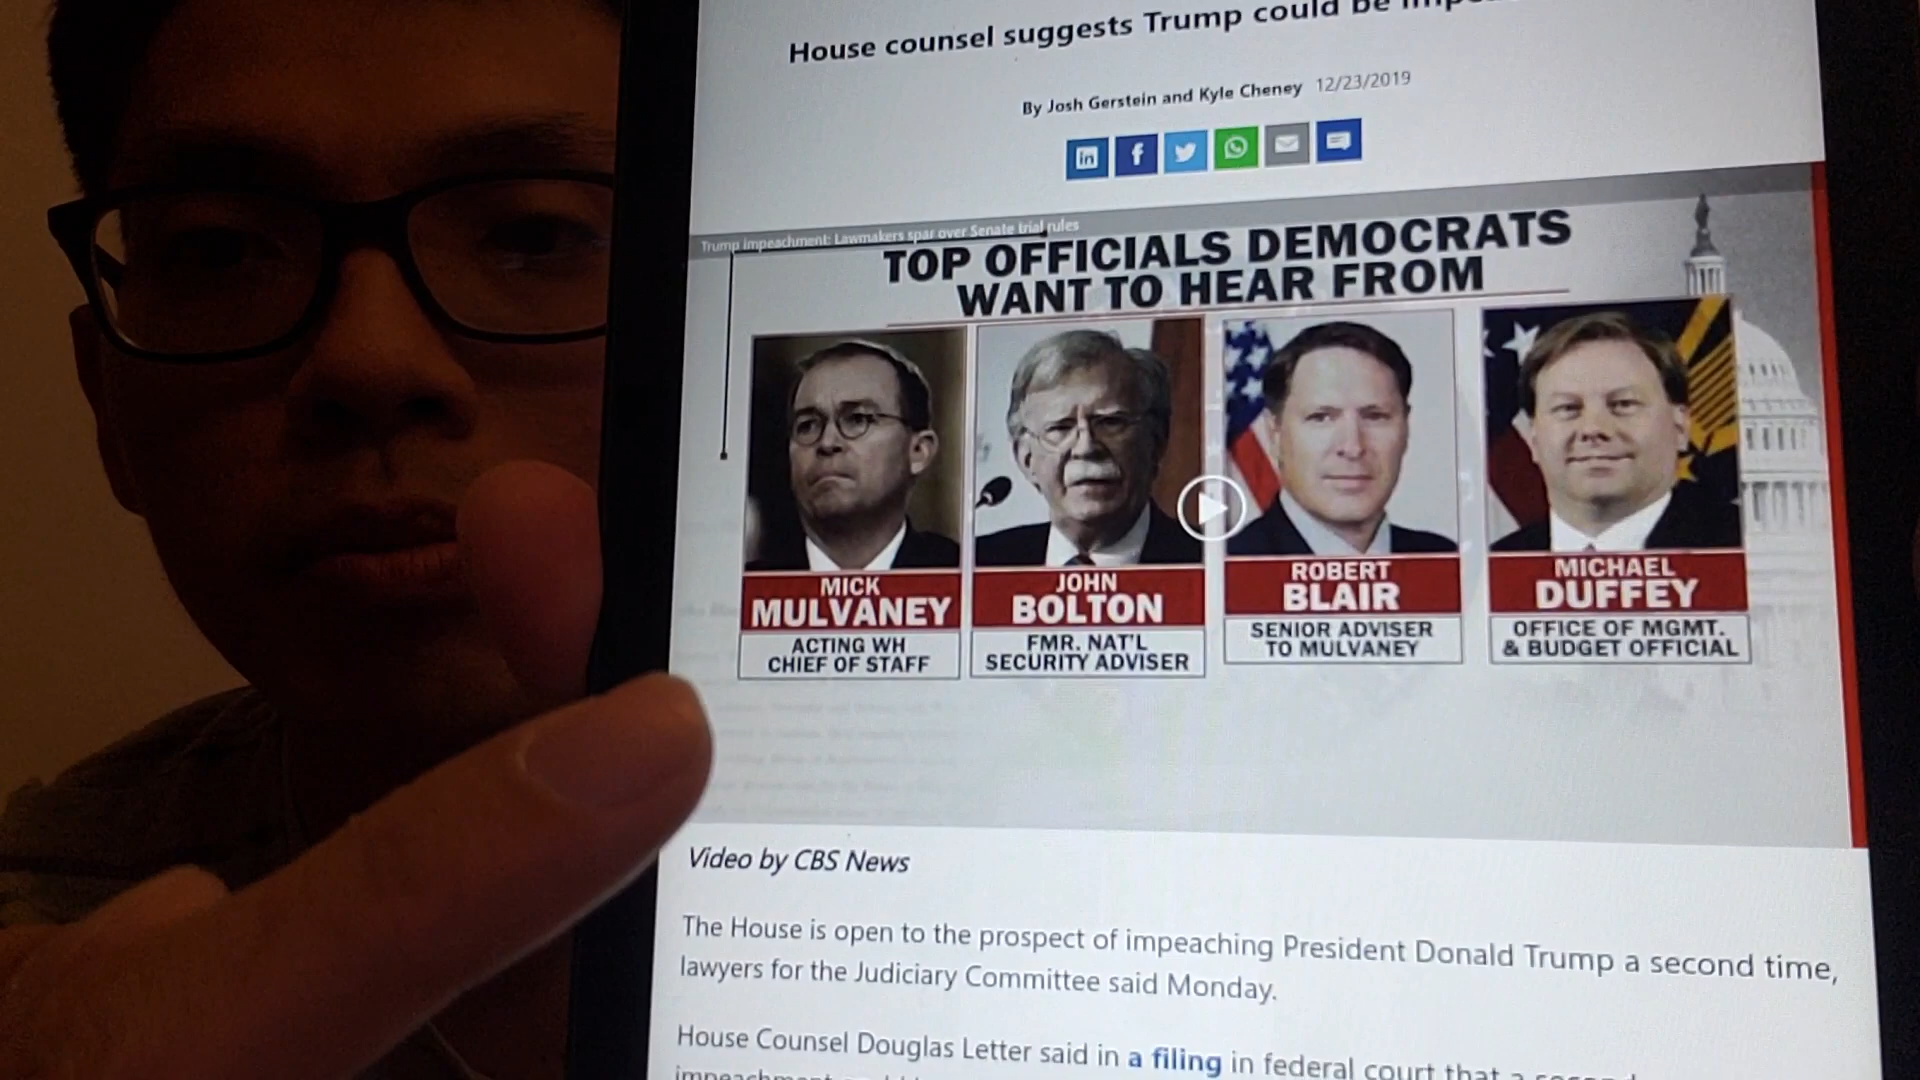 House counsel suggests Trump could be
By Josh Gerstein and Kyle Cheney 12/23/2019
in f
Trump impeachment: Lawmakers spar over Senate trial rules
TOP OFFICIALS DEMOCRATS
WANT TO HEAR FROM
MICK
MULVANEY
ACTING WH
CHIEF OF STAFF
JOHN
BOLTON
FMR. NAT'L
SECURITY ADVISER
ROBERT
BLAIR
SENIOR ADVISER
TO MULVANEY
MICHAEL
DUFFEY
OFFICE OF MGMT.
& BUDGET OFFICIAL
Video by CBS News
The House is open to the prospect of impeaching President Donald Trump a second time,
lawyers for the Judiciary Committee said Monday.
House Counsel Douglas Letter said in a filing in federal court that a second